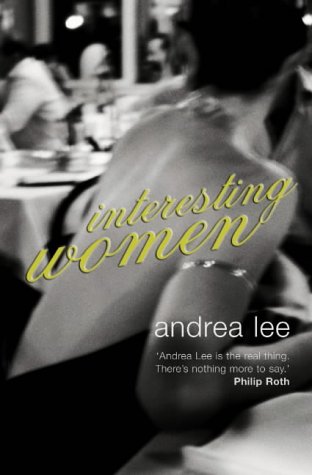 interesting
women
andrea lee
'Andrea Lee is the real thing.
There's nothing more to say.'
Philip Roth